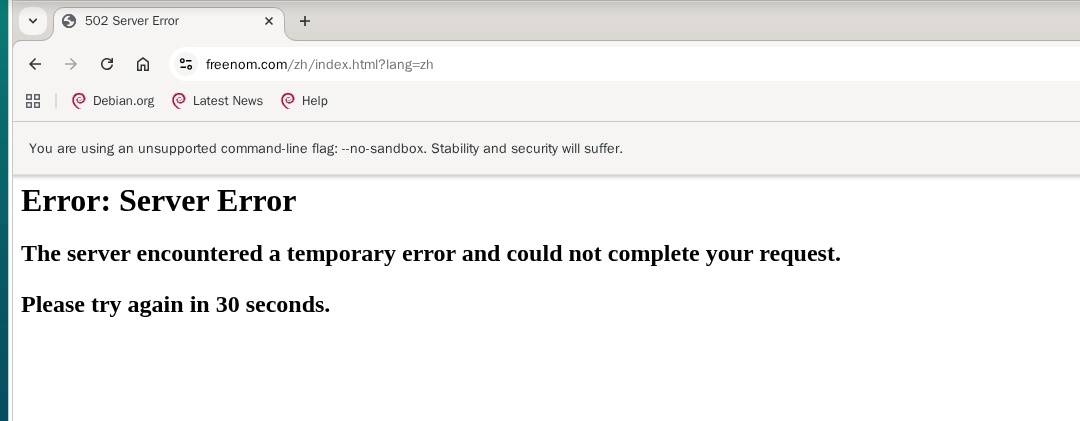 502 Server Error
freenom.com/zh/index.html?lang=zh
Debian.org Latest News Help
You are using an unsupported command-line flag: --no-sandbox. Stability and security will suffer.
Error: Server Error
The server encountered a temporary error and could not complete your request.
Please try again in 30 seconds.